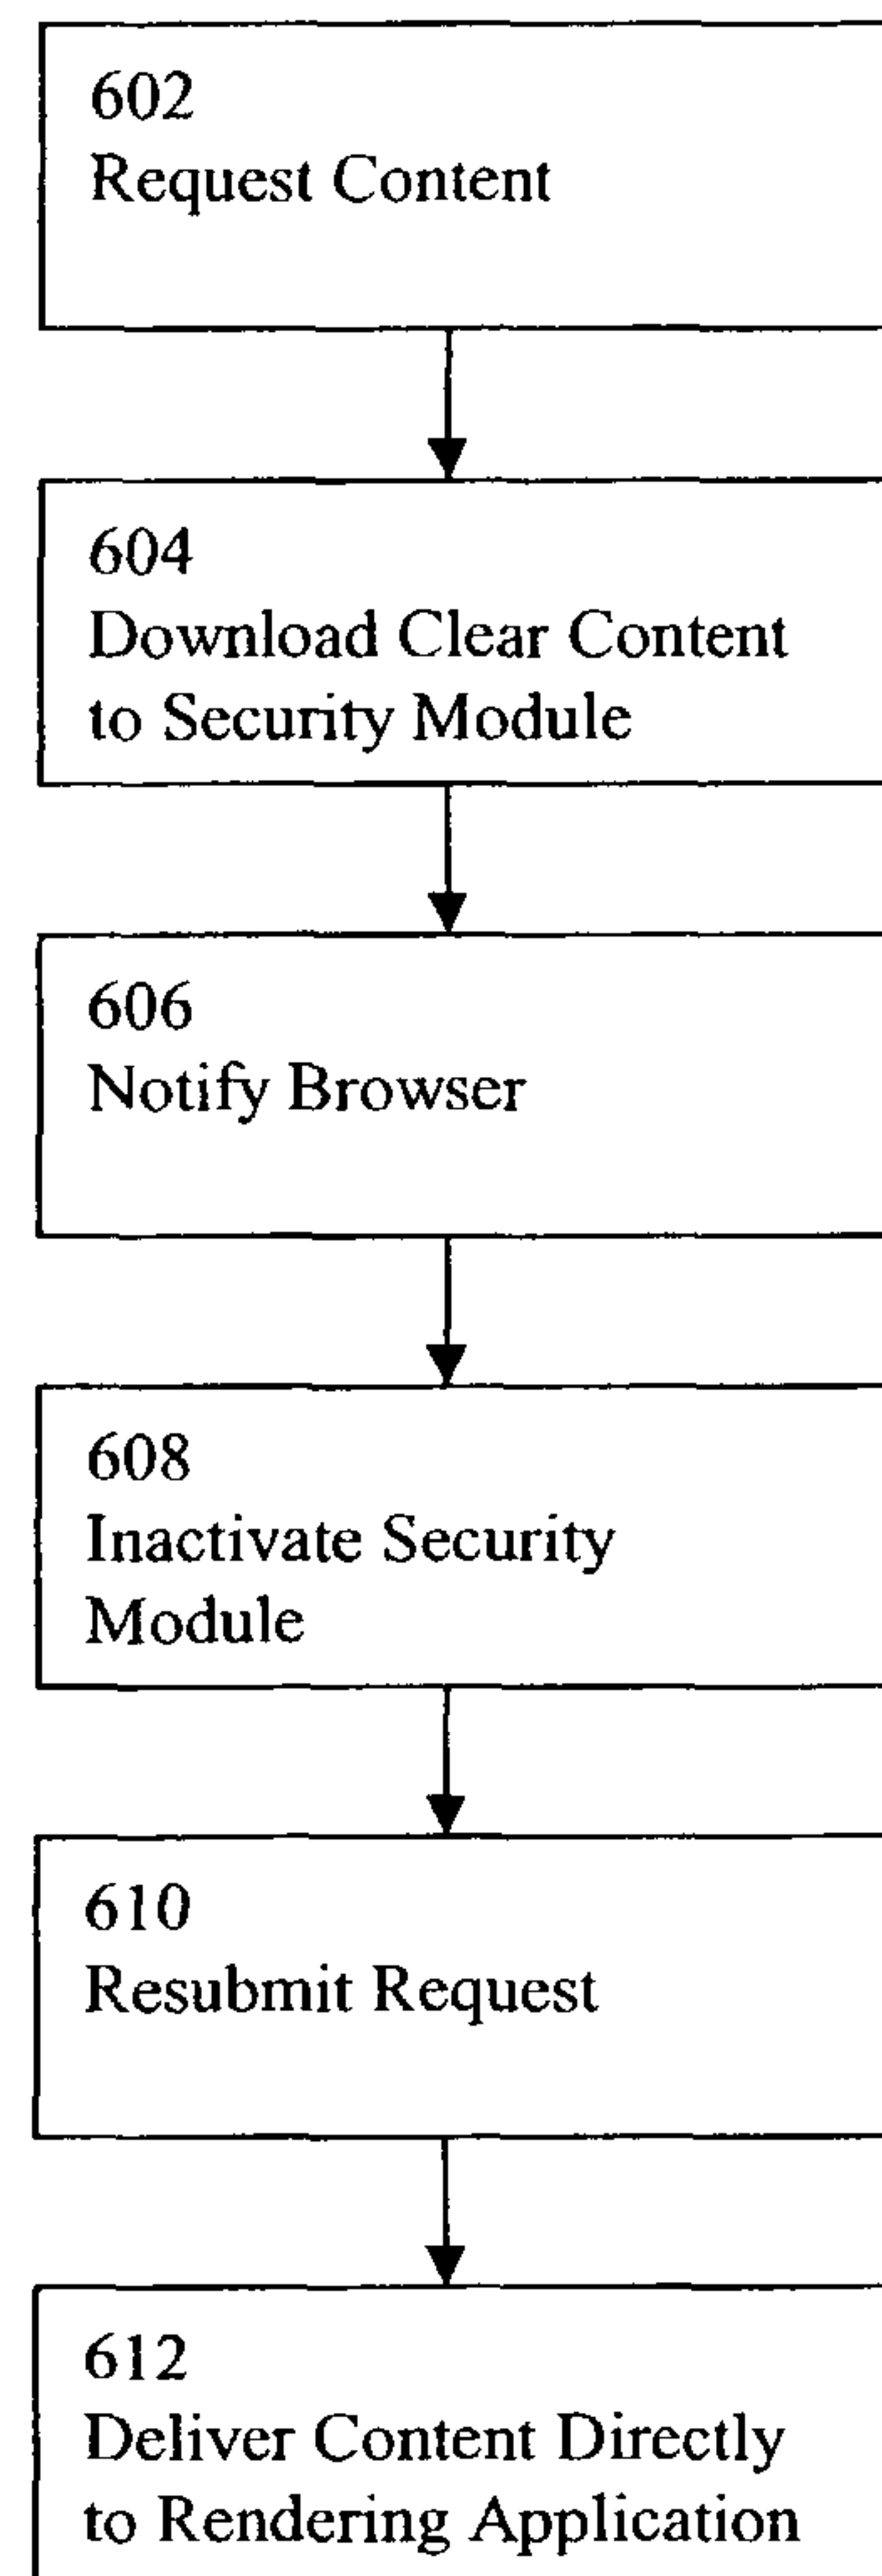 602
Request Content
604
Download Clear Content
to Security Module
606
Notify Browser
608
Inactivate Security
Module
610
Resubmit Request
612
Deliver Content Directly
to Rendering Application